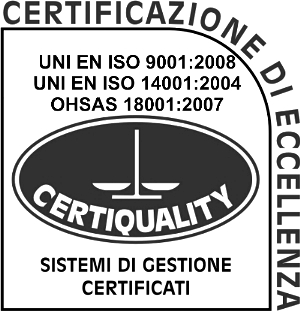 CERTIFICAZIONE DI ECCELLENZA
UNI EN ISO 9001:2008
UNI EN ISO 14001:2004
OHSAS 18001:2007
CERTIQUALITY
SISTEMI DI GESTIONE
CERTIFICATI